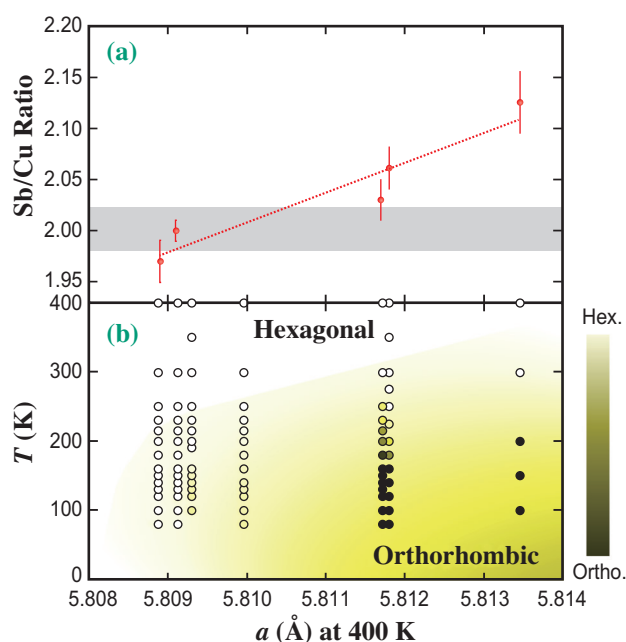 2.20
(a)
2.15
2.10
2.05
2.00
1.95
Sb/Cu Ratio
400
(b)
Hexagonal
300
200
100
0
T (K)
Orthorhombic
Hex.
Ortho.
5.808 5.809 5.810 5.811 5.812 5.813 5.814
a (Å) at 400 K